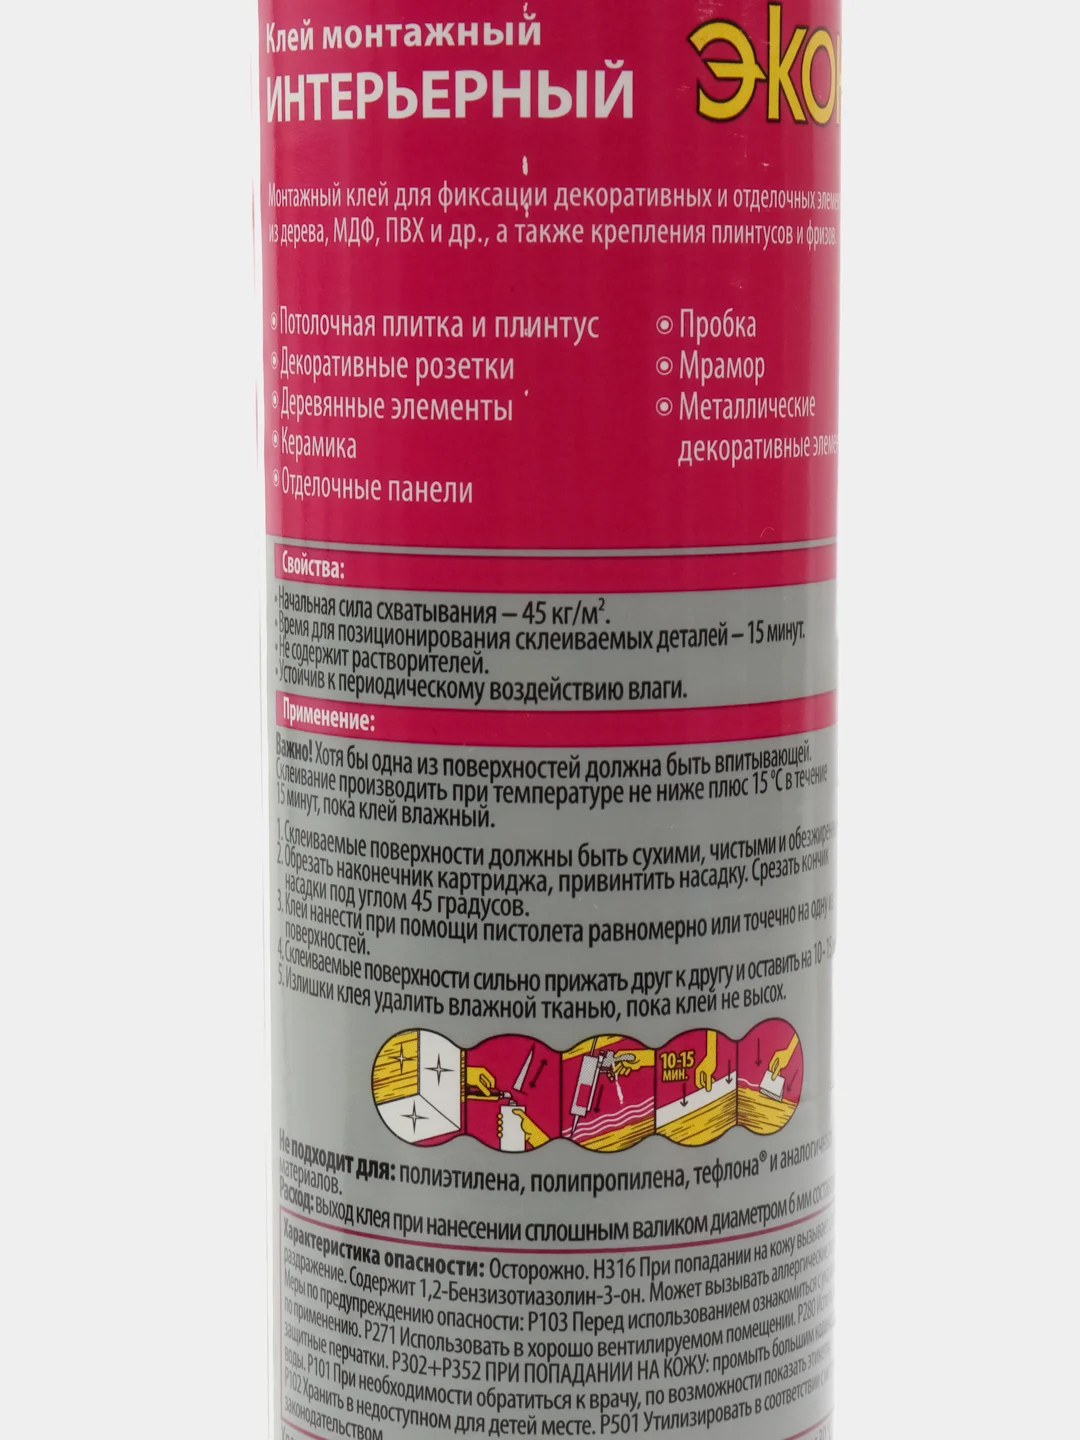 Клей монтажный
ИНТЕРЬЕРНЫЙ
Монтажный клей для фиксации декоративных и отделочных
из дерева, МДФ, ПВХ и др., а также крепления плинтусов и фризов.
Потолочная плитка и плинтус
Декоративные розетки
Деревянные элементы
Керамика
Отделочные панели
Пробка
Мрамор
Металлические
декоративные
Свойства:
· Начальная сила схватывания – 45 кг/м².
· Время для позиционирования склеиваемых деталей – 15 минут.
· Не содержит растворителей.
· Устойчив к периодическому воздействию влаги.
Применение:
Важно! Хотя бы одна из поверхностей должна быть впитывающей.
Склеивание производить при температуре не ниже плюс 15 °С в течение
15 минут, пока клей влажный.
1. Склеиваемые поверхности должны быть сухими, чистыми и
2. Обрезать наконечник картриджа, привинтить насадку. Срезать кончик
насадки под углом 45 градусов.
3. Клей нанести при помощи пистолета равномерно или точечно на одну из
поверхностей.
4. Склеиваемые поверхности сильно прижать друг к другу и оставить на 10-15
5. Излишки клея удалить влажной тканью, пока клей не высох.
10-15
МИН.
Не подходит для: полиэтилена, полипропилена, тефлона® и
материалов.
Расход: выход клея при нанесении сплошным валиком диаметром 6 мм
Характеристика опасности: Осторожно. H316 При попадании на кожу вызывает
раздражение. Содержит 1,2-Бензизотиазолин-3-он. Может вызывать аллергические
Меры по предупреждению опасности: P103 Перед использованием ознакомиться с
по применению. P271 Использовать в хорошо вентилируемом помещении. P280
защитные перчатки. P302+P352 ПРИ ПОПАДАНИИ НА КОЖУ: промыть большим
воды. P101 При необходимости обратиться к врачу, по возможности показать
P102 Хранить в недоступном для детей месте. P501 Утилизировать в соответствии с
законодательством.